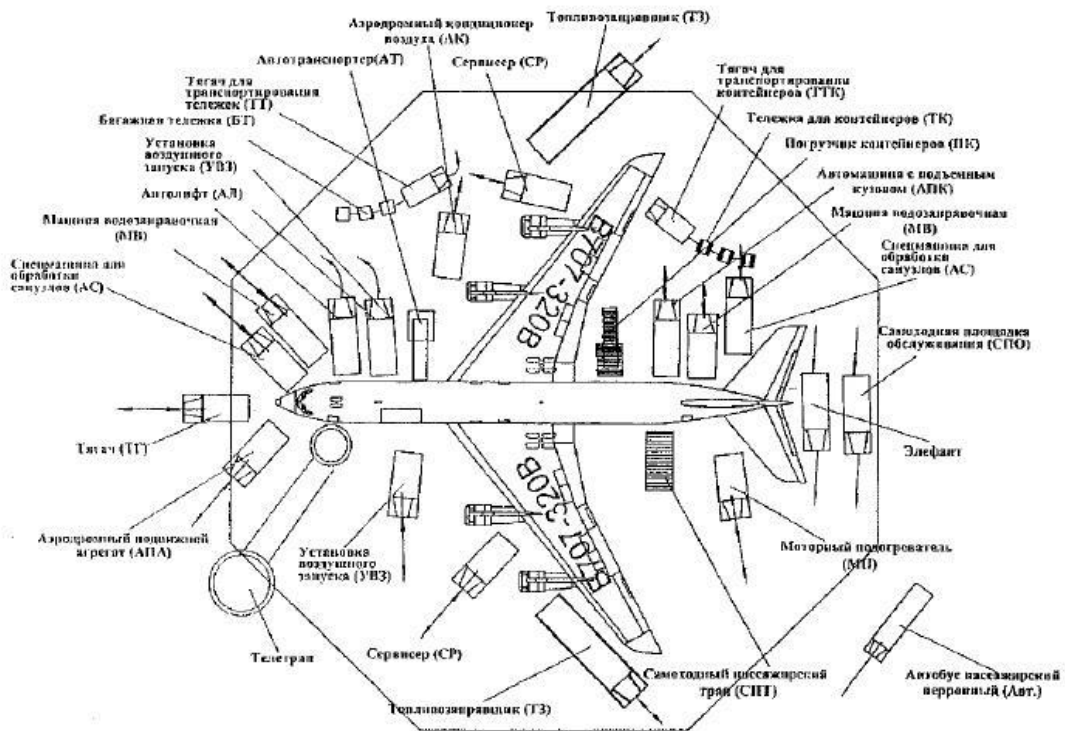 Аэродромный кондиционер
воздуха (АК)
Топливозаправщик (ТЗ)
Автотранспортер(АТ)
Сервисер (СР)
Тягач для
транспортирования
контейнеров (ТТК)
Тягач для
транспортирования
тележек (ТТ)
Багажная тележка (БТ)
Тележка для контейнеров (ТК)
Установка
воздушного
запуска (УВЗ)
Погрузчик контейнеров (ПК)
Автомашина с подъемным
кузовом (АПК)
Анголифт (АЛ)
Машина водозаправочная
(МВ)
Машина водозаправочная
(МВ)
Спецмашина для
обработки
санузлов (АС)
Спецмашина для
обработки
санузлов (АС)
B707-320B
Самоходная площадка
обслуживания (СПО)
Тягач (ТГ)
Элефант
B707-320B
Аэродромный подвижной
агрегат (АПА)
Установка
воздушного
запуска (УВЗ)
Моторный подогреватель
(МП)
Телетрап
Сервисер (СР)
Самоходный пассажирский
трап (СПТ)
Автобус пассажирский
перронный (Авт.)
Топливозаправщик (ТЗ)